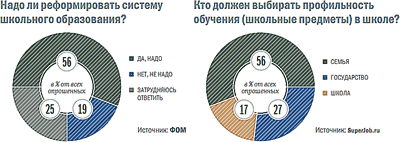 Надо ли реформировать систему
школьного образования?
56
в % от всех
опрошенных
25
19
ДА, НАДО
НЕТ, НЕ НАДО
ЗАТРУДНЯЮСЬ
ОТВЕТИТЬ
Источник: ФОМ
Кто должен выбирать профильность
обучения (школьные предметы) в школе?
56
в % от всех
опрошенных
17
27
СЕМЬЯ
ГОСУДАРСТВО
ШКОЛА
Источник: SuperJob.ru